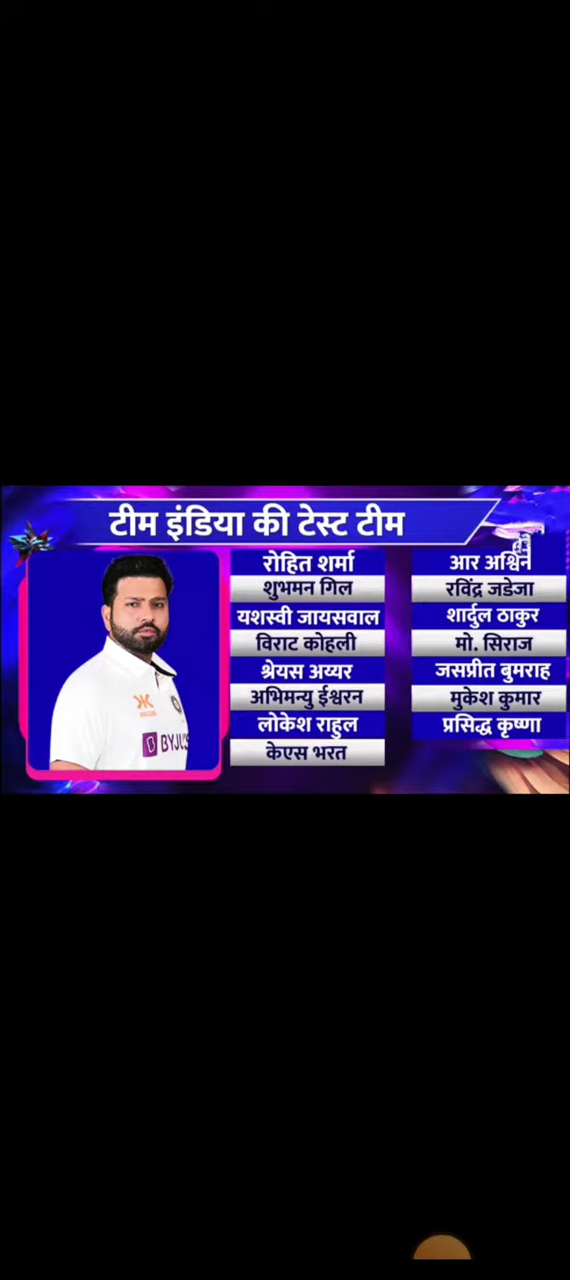 टीम इंडिया की टेस्ट टीम
रोहित शर्मा
शुभमन गिल
यशस्वी जायसवाल
विराट कोहली
श्रेयस अय्यर
अभिमन्यु ईश्वरन
लोकेश राहुल
केएस भरत
आर अश्विन
रविंद्र जडेजा
शार्दुल ठाकुर
मो. सिराज
जसप्रीत बुमराह
मुकेश कुमार
प्रसिद्ध कृष्णा
BYJU'S